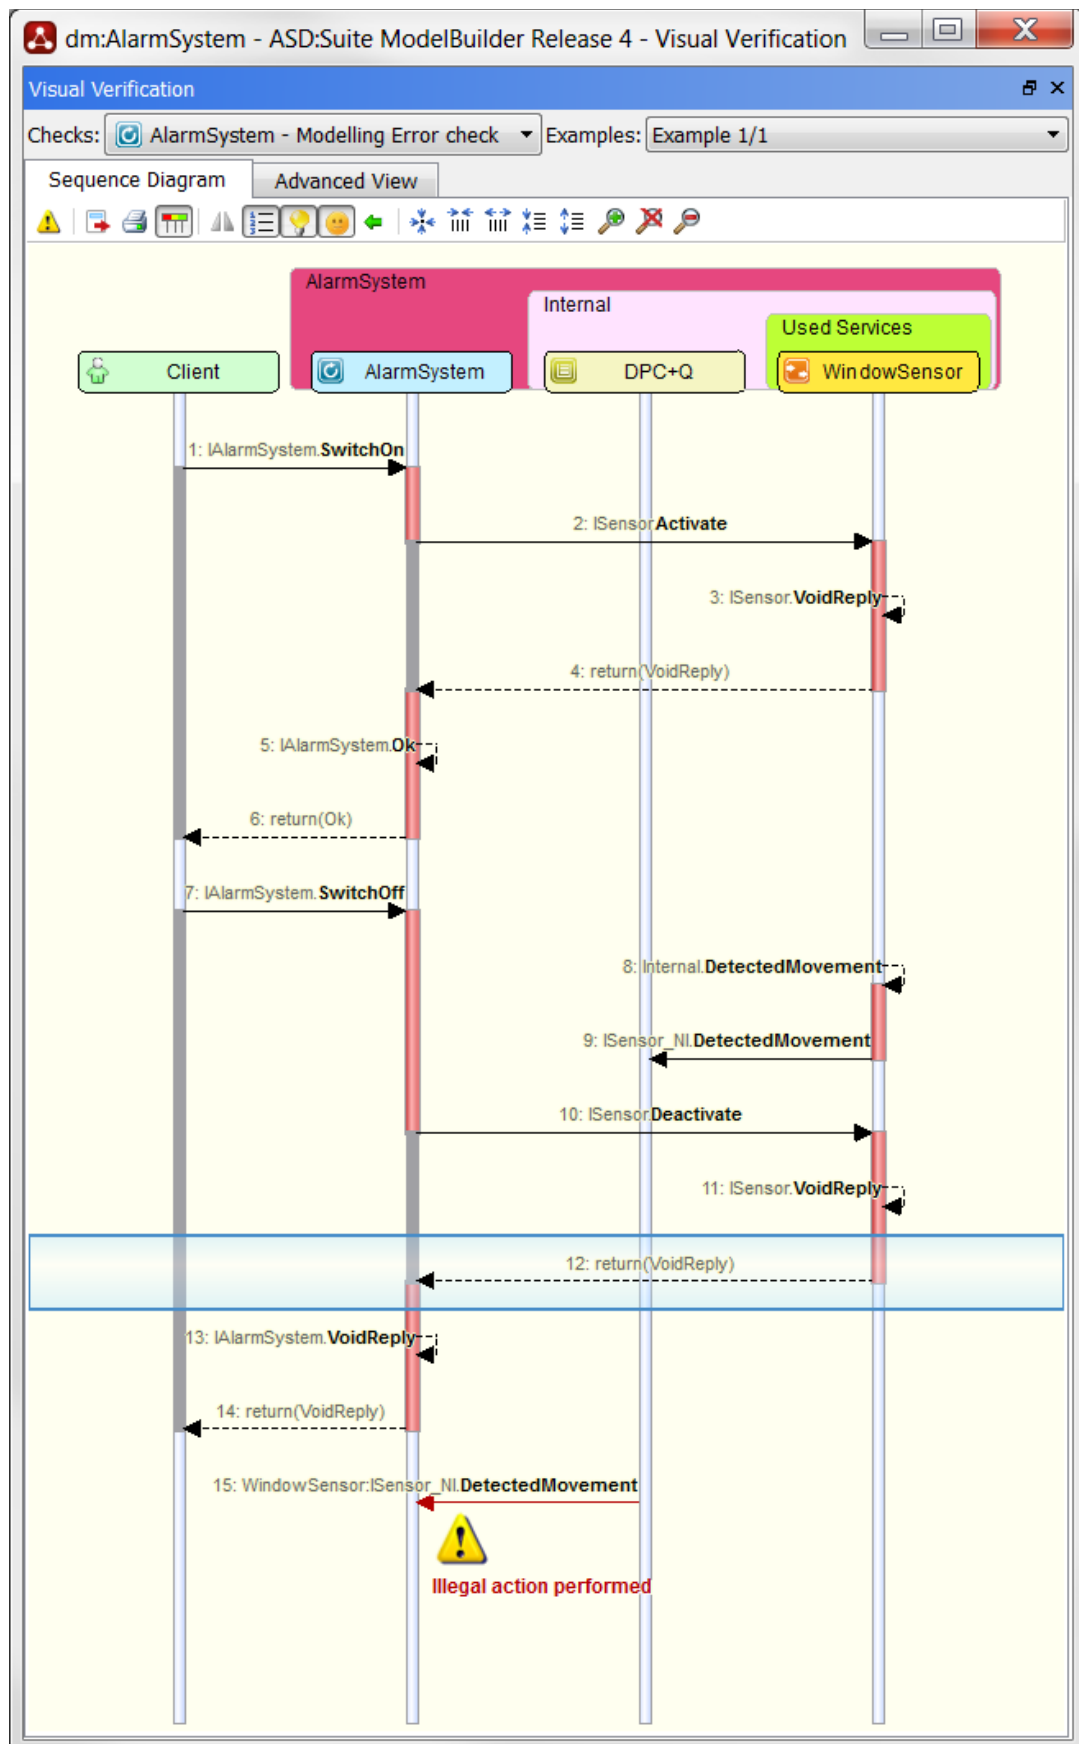 dm:AlarmSystem - ASD:Suite ModelBuilder Release 4 - Visual Verification
Visual Verification
Checks: AlarmSystem - Modelling Error check Examples: Example 1/1
Sequence Diagram Advanced View
AlarmSystem
Internal
Used Services
Client AlarmSystem DPC+Q WindowSensor
1: IAlarmSystem.SwitchOn
2: ISensor.Activate
3: ISensor.VoidReply
4: return(VoidReply)
5: IAlarmSystem.Ok
6: return(Ok)
7: IAlarmSystem.SwitchOff
8: Internal.DetectedMovement
9: ISensor_NI.DetectedMovement
10: ISensor.Deactivate
11: ISensor.VoidReply
12: return(VoidReply)
13: IAlarmSystem.VoidReply
14: return(VoidReply)
15: WindowSensor:ISensor_NI.DetectedMovement
Illegal action performed